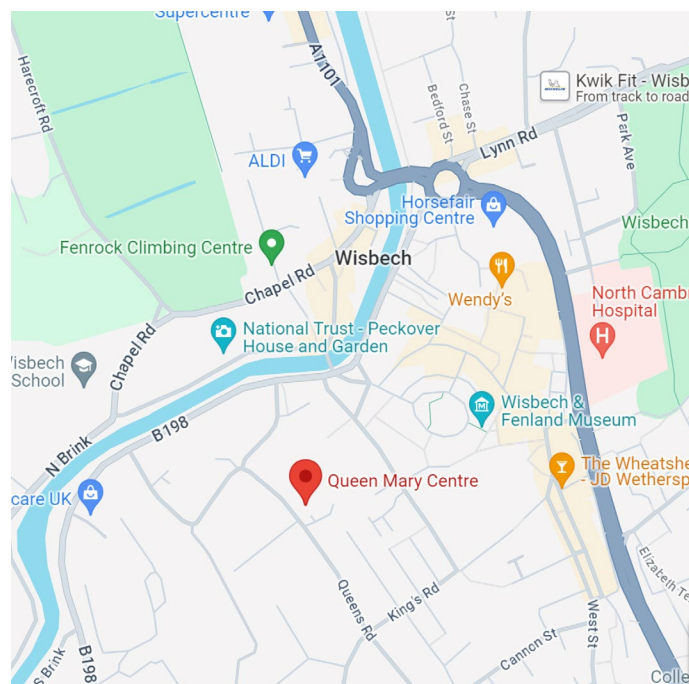 Supercentre
A1101
Harecroft Rd
Bedford St
Chase St
Kwik Fit - Wisb
From track to road
Lynn Rd
Park Ave
ALDI
Horsefair
Shopping Centre
Fenrock Climbing Centre
Wisbech
Wisbech
Chapel Rd
Wendy's
North Camb
Hospital
H
National Trust - Peckover
House and Garden
Chapel Rd
Wisbech
School
Wisbech &
Fenland Museum
M
B198
N Brink
The Wheatshe
- JD Wethersp
Queen Mary Centre
care UK
Elizabeth Te
Queens Rd
King's Rd
West St
Cannon St
B198
S Brink
Colle